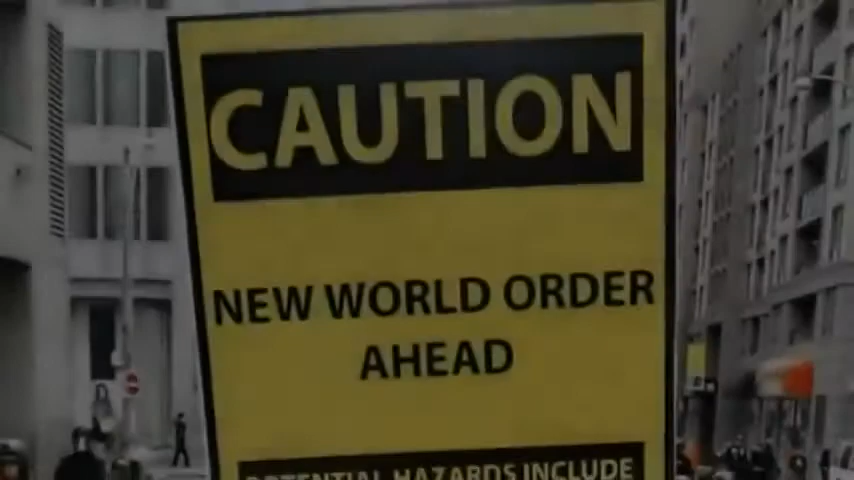 CAUTION
NEW WORLD ORDER
AHEAD
POTENTIAL HAZARDS INCLUDE